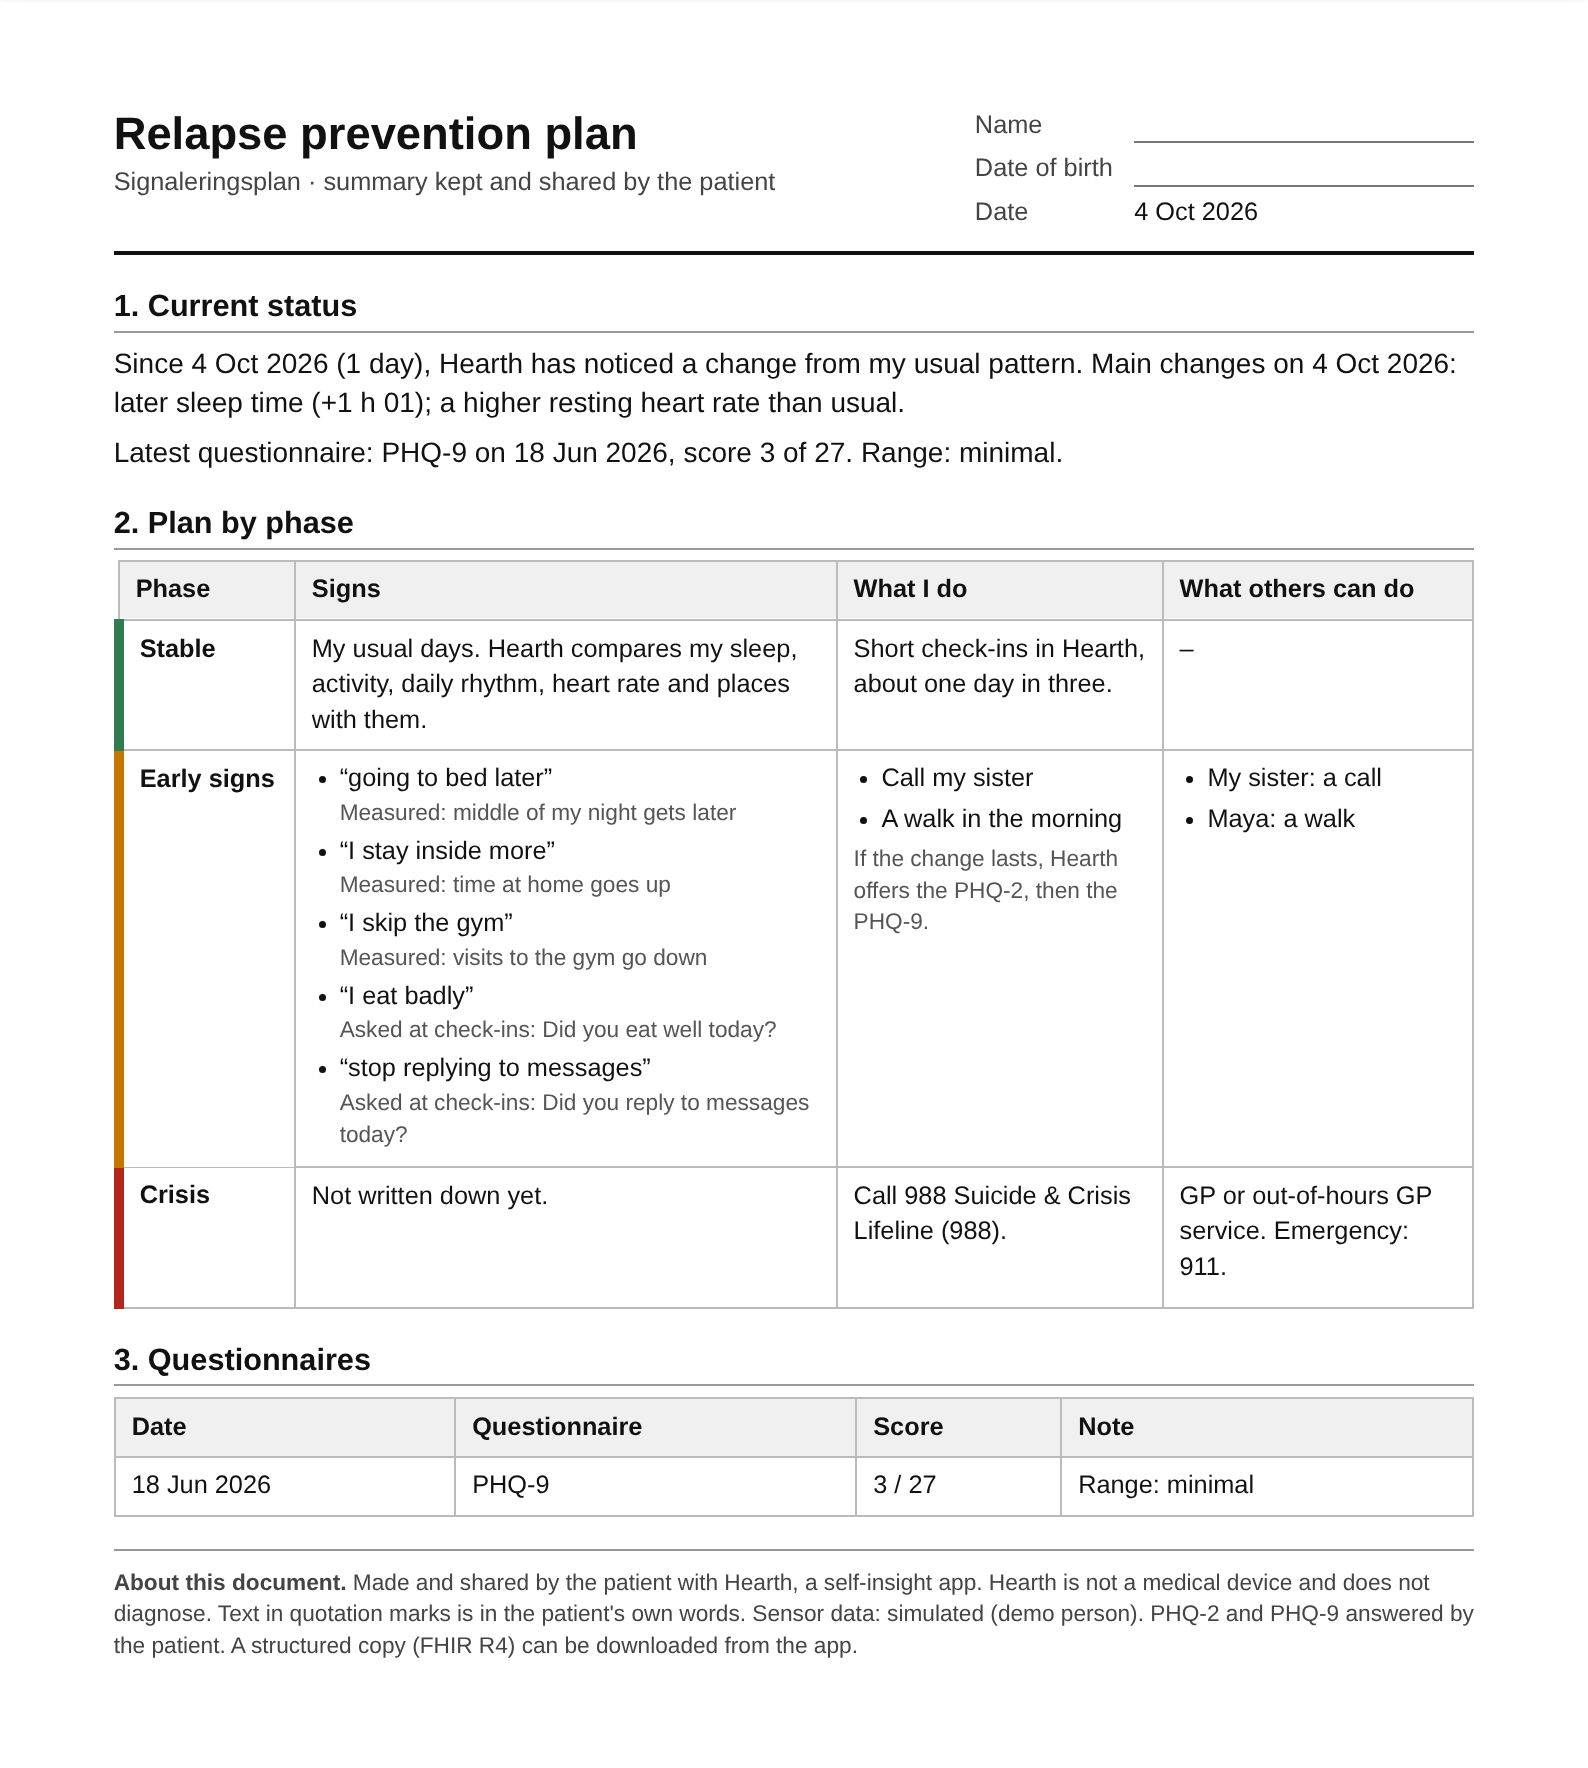 Relapse prevention plan
Signaleringsplan · summary kept and shared by the patient
Name
Date of birth
Date 4 Oct 2026
1. Current status
Since 4 Oct 2026 (1 day), Hearth has noticed a change from my usual pattern. Main changes on 4 Oct 2026:
later sleep time (+1 h 01); a higher resting heart rate than usual.
Latest questionnaire: PHQ-9 on 18 Jun 2026, score 3 of 27. Range: minimal.
2. Plan by phase
Phase
Signs
What I do
What others can do
Stable
My usual days. Hearth compares my sleep,
activity, daily rhythm, heart rate and places
with them.
Short check-ins in Hearth,
about one day in three.
–
Early signs
• “going to bed later”
Measured: middle of my night gets later
• “I stay inside more”
Measured: time at home goes up
• “I skip the gym”
Measured: visits to the gym go down
• “I eat badly”
Asked at check-ins: Did you eat well today?
• “stop replying to messages”
Asked at check-ins: Did you reply to messages
today?
• Call my sister
• A walk in the morning
If the change lasts, Hearth
offers the PHQ-2, then the
PHQ-9.
• My sister: a call
• Maya: a walk
Crisis
Not written down yet.
Call 988 Suicide & Crisis
Lifeline (988).
GP or out-of-hours GP
service. Emergency:
911.
3. Questionnaires
Date
Questionnaire
Score
Note
18 Jun 2026
PHQ-9
3 / 27
Range: minimal
About this document. Made and shared by the patient with Hearth, a self-insight app. Hearth is not a medical device and does not
diagnose. Text in quotation marks is in the patient's own words. Sensor data: simulated (demo person). PHQ-2 and PHQ-9 answered by
the patient. A structured copy (FHIR R4) can be downloaded from the app.